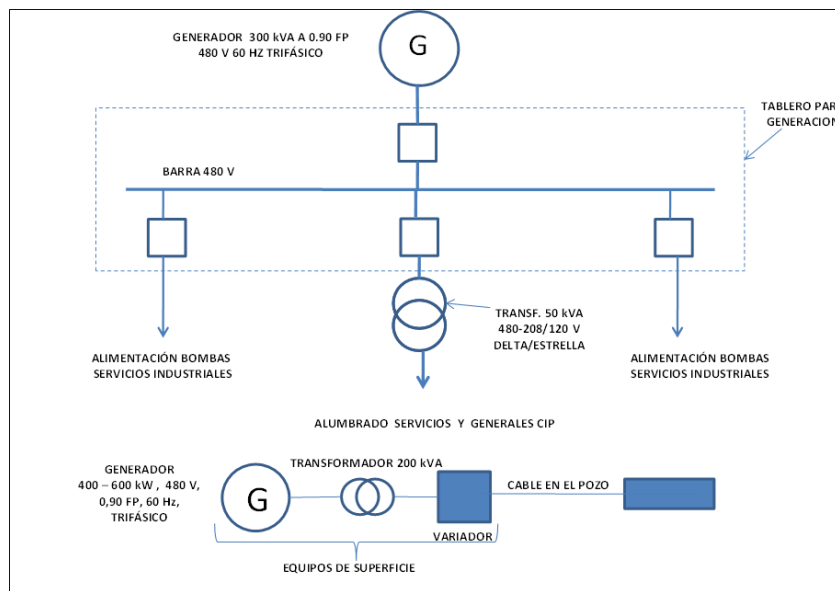 GENERADOR 300 kVA A 0.90 FP
480 V 60 HZ TRIFÁSICO
G
TABLERO PAR
GENERACION
BARRA 480 V
TRANSF. 50 kVA
480-208/120 V
DELTA/ESTRELLA
ALIMENTACIÓN BOMBAS
SERVICIOS INDUSTRIALES
ALIMENTACIÓN BOMBAS
SERVICIOS INDUSTRIALES
ALUMBRADO SERVICIOS Y GENERALES CIP
GENERADOR
400 – 600 kW , 480 V,
0,90 FP, 60 Hz,
TRIFÁSICO
G
TRANSFORMADOR 200 kVA
CABLE EN EL POZO
VARIADOR
EQUIPOS DE SUPERFICIE